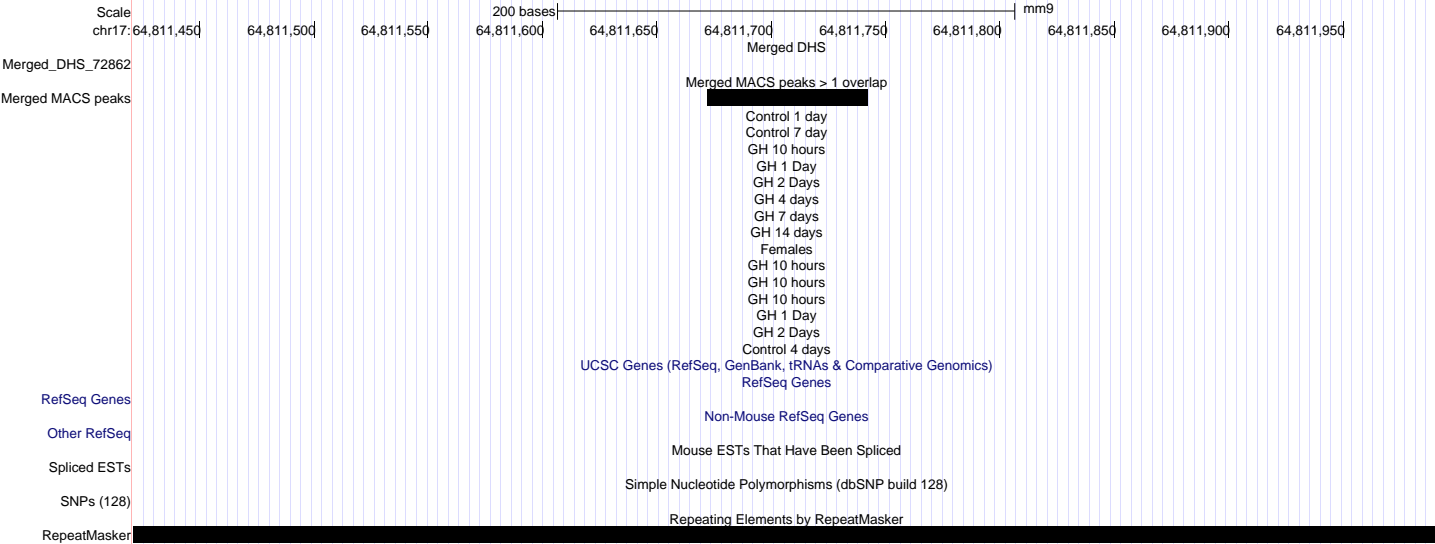 Scale 200 bases mm9
chr17: 64,811,450 64,811,500 64,811,550 64,811,600 64,811,650 64,811,700 64,811,750 64,811,800 64,811,850 64,811,900 64,811,950
Merged DHS
Merged_DHS_72862
Merged MACS peaks > 1 overlap
Merged MACS peaks
Control 1 day
Control 7 day
GH 10 hours
GH 1 Day
GH 2 Days
GH 4 days
GH 7 days
GH 14 days
Females
GH 10 hours
GH 10 hours
GH 10 hours
GH 1 Day
GH 2 Days
Control 4 days
UCSC Genes (RefSeq, GenBank, tRNAs & Comparative Genomics)
RefSeq Genes
RefSeq Genes
Non-Mouse RefSeq Genes
Other RefSeq
Mouse ESTs That Have Been Spliced
Spliced ESTs
Simple Nucleotide Polymorphisms (dbSNP build 128)
SNPs (128)
Repeating Elements by RepeatMasker
RepeatMasker